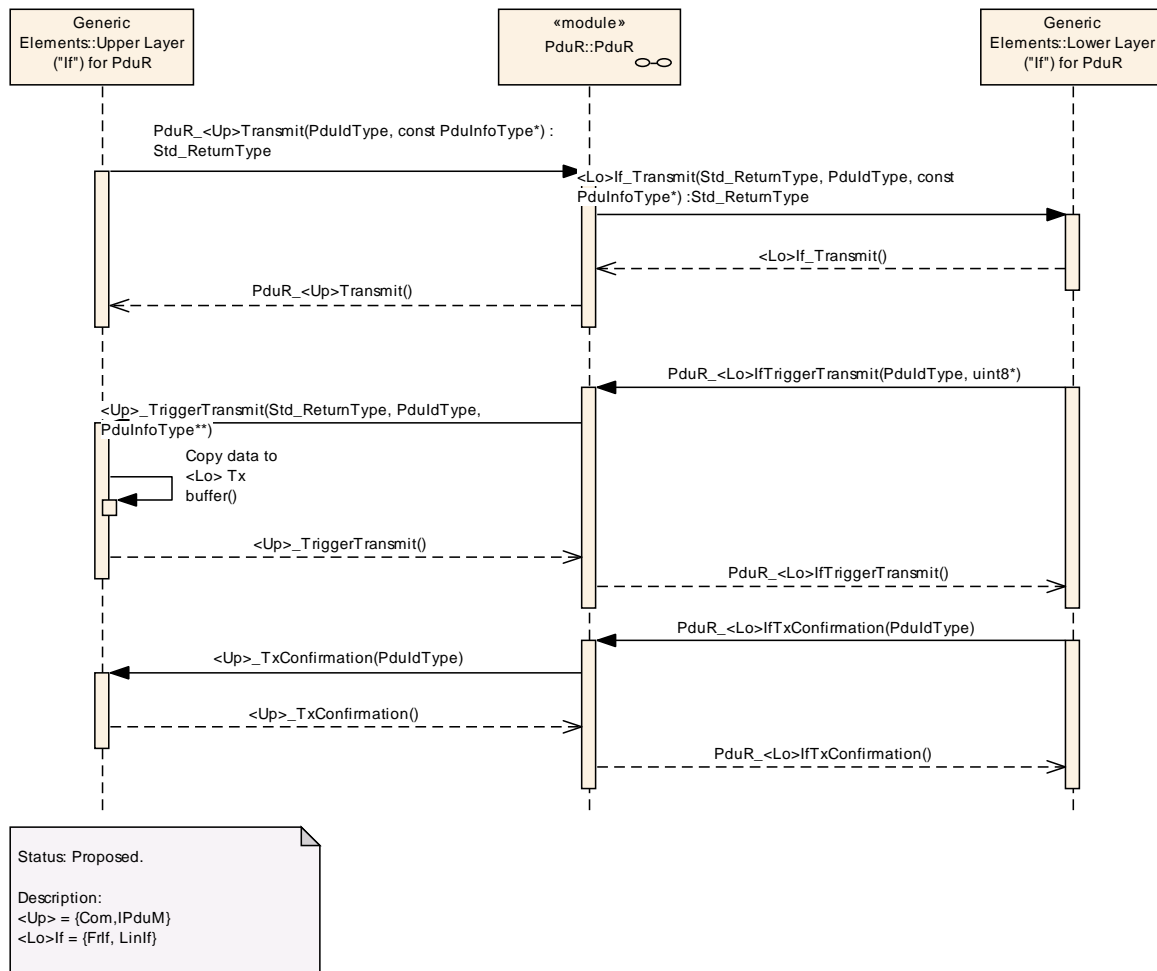 Generic
Elements::Upper Layer
("If") for PduR
«module»
PduR::PduR
Generic
Elements::Lower Layer
("If") for PduR
PduR_<Up>Transmit(PduIdType, const PduInfoType*) :
Std_ReturnType
<Lo>If_Transmit(Std_ReturnType, PduIdType, const
PduInfoType*) :Std_ReturnType
<Lo>If_Transmit()
PduR_<Up>Transmit()
PduR_<Lo>IfTriggerTransmit(PduIdType, uint8*)
<Up>_TriggerTransmit(Std_ReturnType, PduIdType,
PduInfoType**)
Copy data to
<Lo> Tx
buffer()
<Up>_TriggerTransmit()
PduR_<Lo>IfTriggerTransmit()
PduR_<Lo>IfTxConfirmation(PduIdType)
<Up>_TxConfirmation(PduIdType)
<Up>_TxConfirmation()
PduR_<Lo>IfTxConfirmation()
Status: Proposed.
Description:
<Up> = {Com,IPduM}
<Lo>If = {FrIf, LinIf}